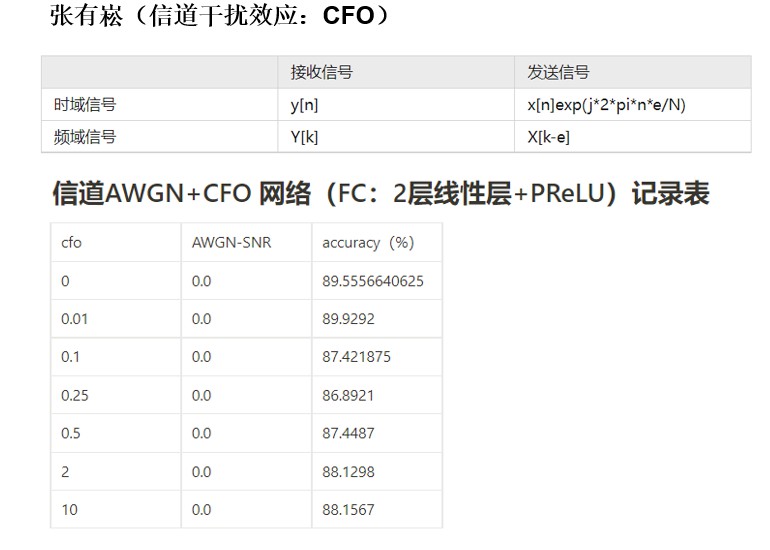 张有崧（信道干扰效应：CFO）
接收信号 发送信号
时域信号 y[n] x[n]exp(j*2*pi*n*e/N)
频域信号 Y[k] X[k-e]
信道AWGN+CFO 网络（FC：2层线性层+PReLU）记录表
cfo AWGN-SNR accuracy（%）
0 0.0 89.5556640625
0.01 0.0 89.9292
0.1 0.0 87.421875
0.25 0.0 86.8921
0.5 0.0 87.4487
2 0.0 88.1298
10 0.0 88.1567